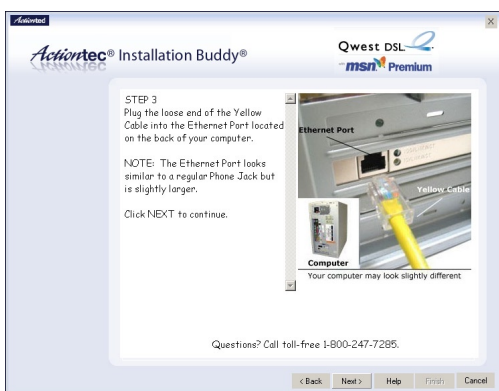 Actiontec
Actiontec® Installation Buddy®
Qwest DSL
msn Premium
STEP 3
Plug the loose end of the Yellow
Cable into the Ethernet Port located
on the back of your computer.
NOTE: The Ethernet Port looks
similar to a regular Phone Jack but
is slightly larger.
Click NEXT to continue.
Ethernet Port
Yellow Cable
Computer
Your computer may look slightly different
Questions? Call toll-free 1-800-247-7285.
< Back
Next >
Help
Finish
Cancel